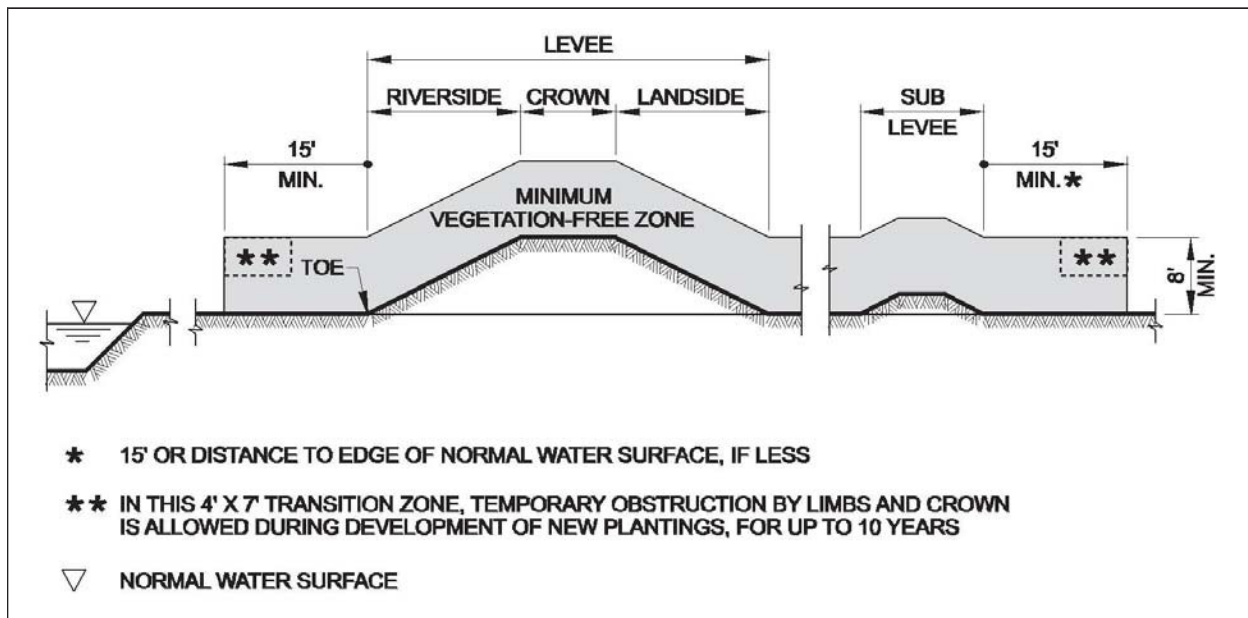 LEVEE
RIVERSIDE CROWN LANDSIDE
SUB
LEVEE
15'
MIN.
15'
MIN.*
MINIMUM
VEGETATION-FREE ZONE
**
TOE
**
8'
MIN.
* 15' OR DISTANCE TO EDGE OF NORMAL WATER SURFACE, IF LESS
** IN THIS 4' X 7' TRANSITION ZONE, TEMPORARY OBSTRUCTION BY LIMBS AND CROWN
IS ALLOWED DURING DEVELOPMENT OF NEW PLANTINGS, FOR UP TO 10 YEARS
▽ NORMAL WATER SURFACE